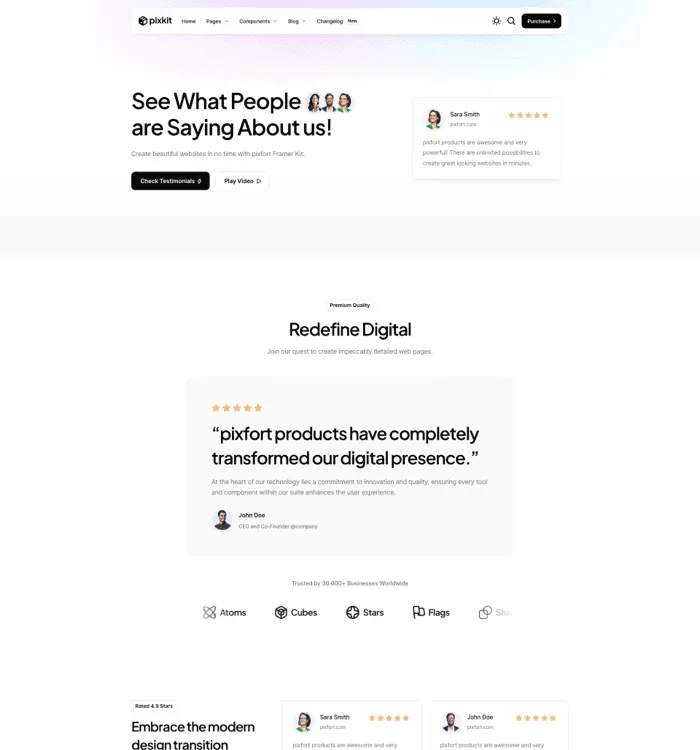 pixkit Home Pages Components Blog Changelog New Purchase
See What People
are Saying About us!
Create beautiful websites in no time with pixfort Framer Kit.
Check Testimonials Play Video
Sara Smith
pixfort.com
pixfort products are awesome and very
powerful! There are unlimited possibilities to
create great looking websites in minutes.
Premium Quality
Redefine Digital
Join our quest to create impeccably detailed web pages.
“pixfort products have completely
transformed our digital presence.”
At the heart of our technology lies a commitment to innovation and quality, ensuring every tool
and component within our suite enhances the user experience.
John Doe
CEO and Co-Founder @company
Trusted by 30,000+ Businesses Worldwide
Atoms Cubes Stars Flags
Rated 4.9 Stars
Embrace the modern
design transition
Sara Smith
pixfort.com
pixfort products are awesome and very
John Doe
pixfort.com
pixfort products are awesome and very